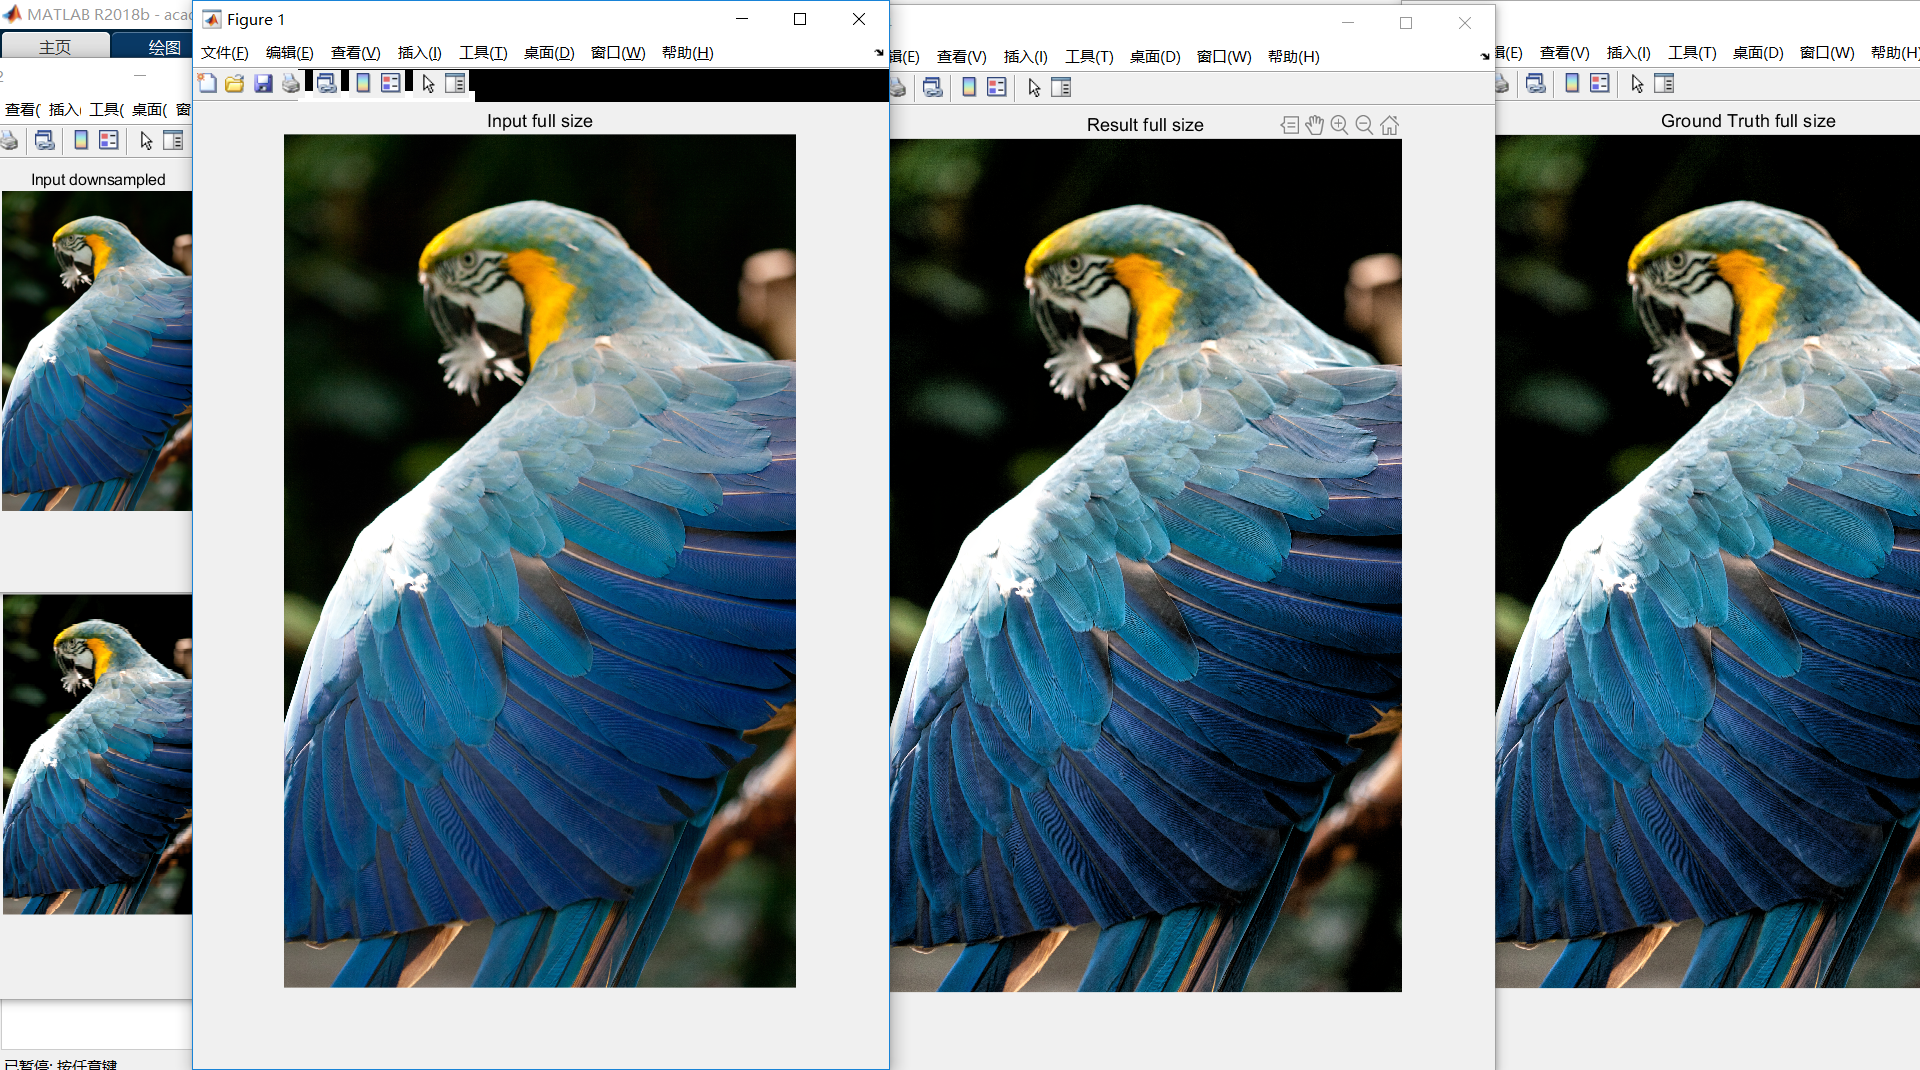 MATLAB R2018b - acad
主页 绘图
2
查看( 插入( 工具( 桌面( 窗
Input downsampled
已暂停: 按任意键
Figure 1
文件(F) 编辑(E) 查看(V) 插入(I) 工具(T) 桌面(D) 窗口(W) 帮助(H)
Input full size
辑(E) 查看(V) 插入(I) 工具(T) 桌面(D) 窗口(W) 帮助(H)
Result full size
辑(E) 查看(V) 插入(I) 工具(T) 桌面(D) 窗口(W) 帮助(H)
Ground Truth full size